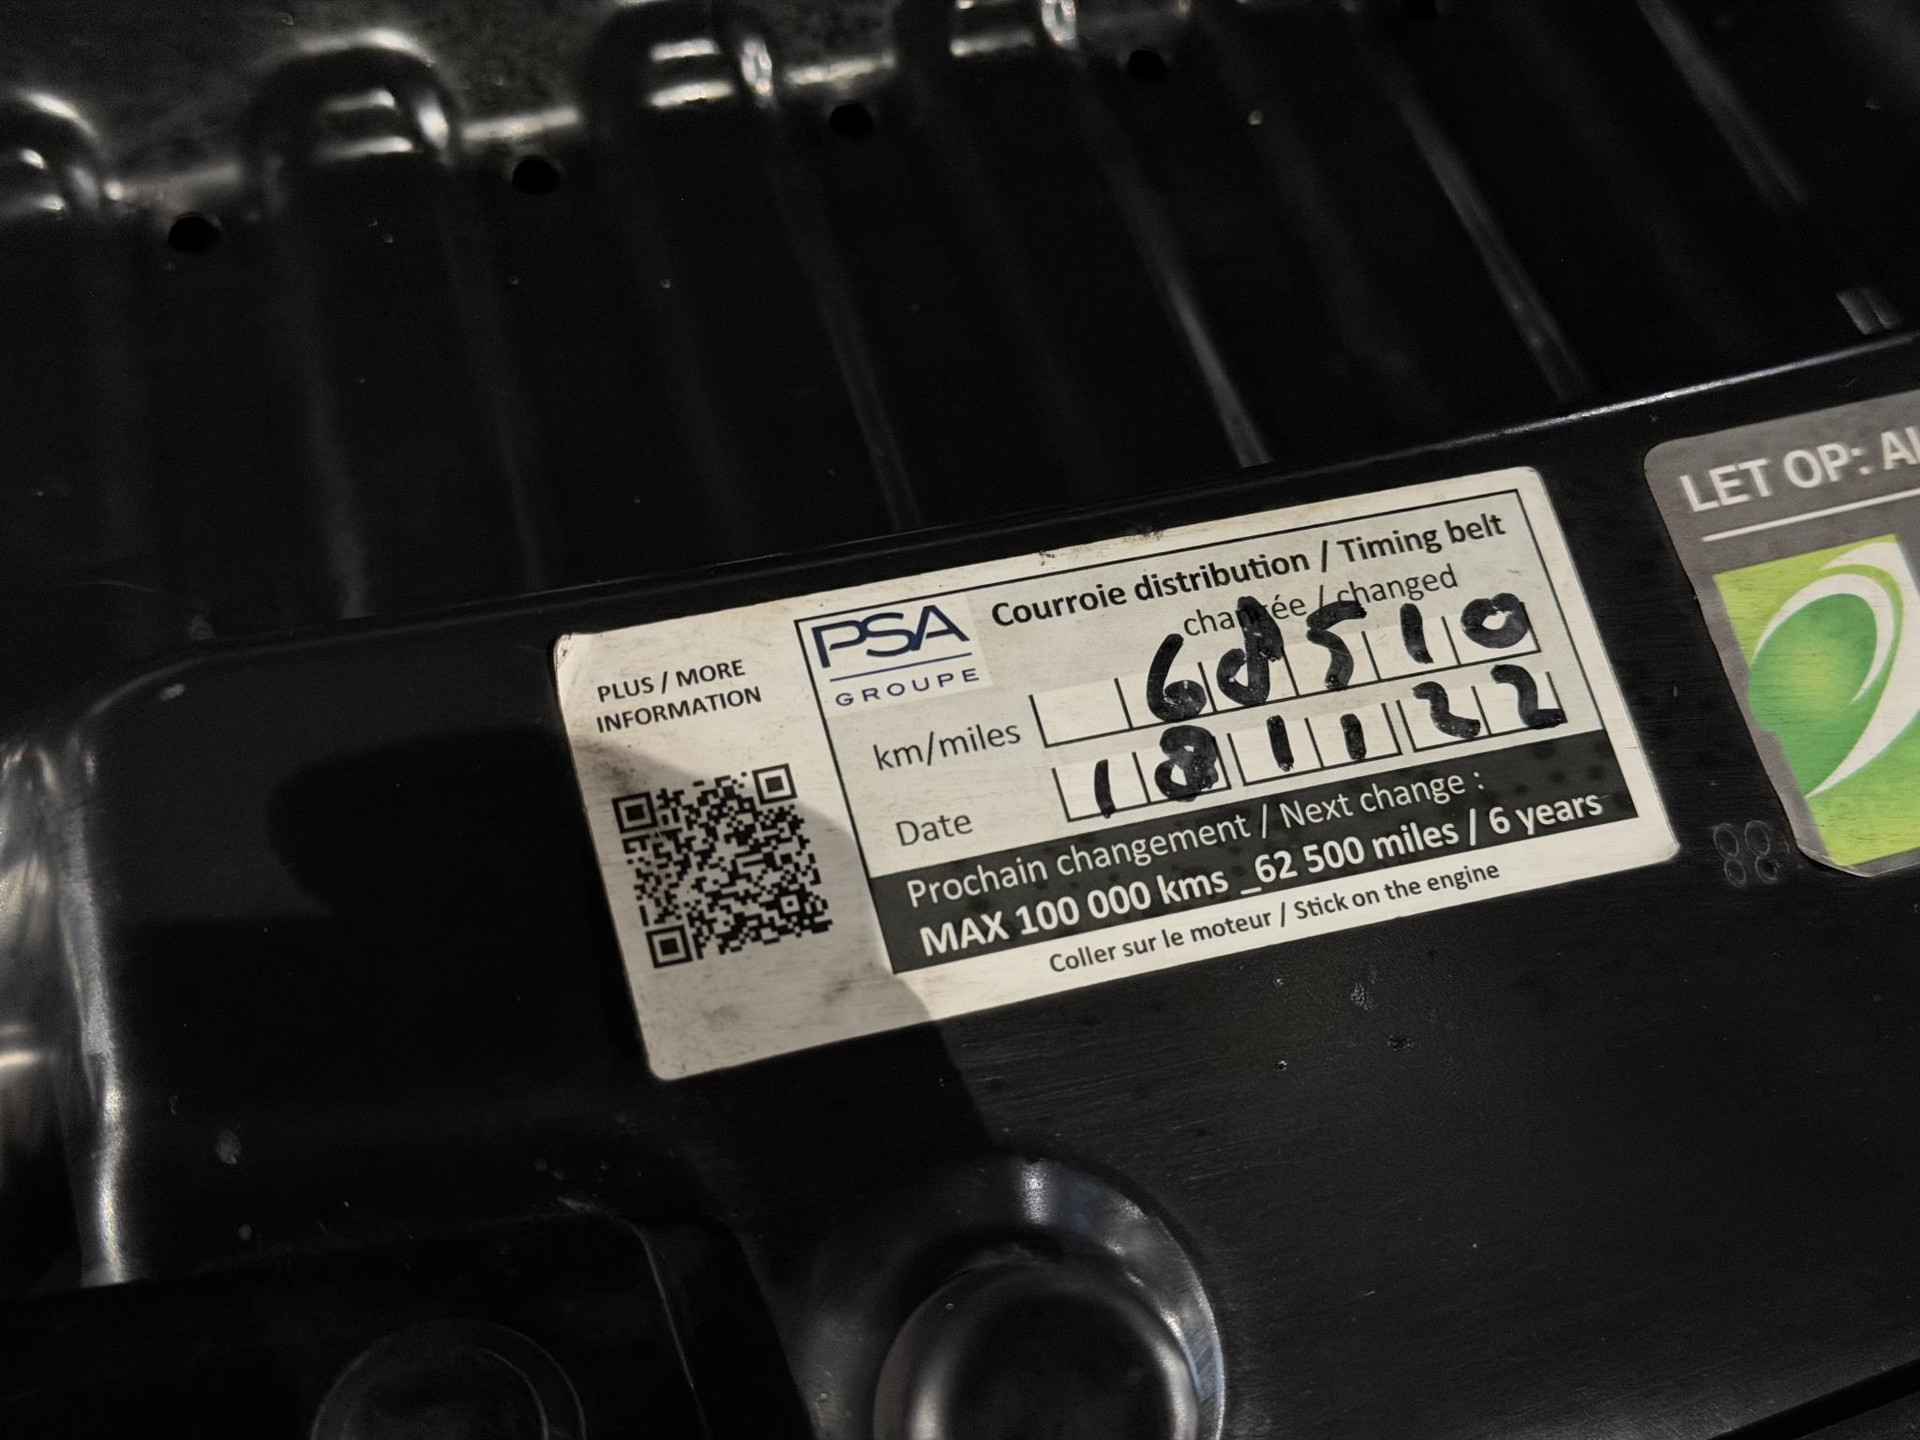 PLUS / MORE
INFORMATION
PSA
GROUPE
Courroie distribution / Timing belt
changée / changed
km/miles 68510
Date 18 11 22
Prochain changement / Next change :
MAX 100 000 kms _62 500 miles / 6 years
Coller sur le moteur / Stick on the engine
LET OP:
88